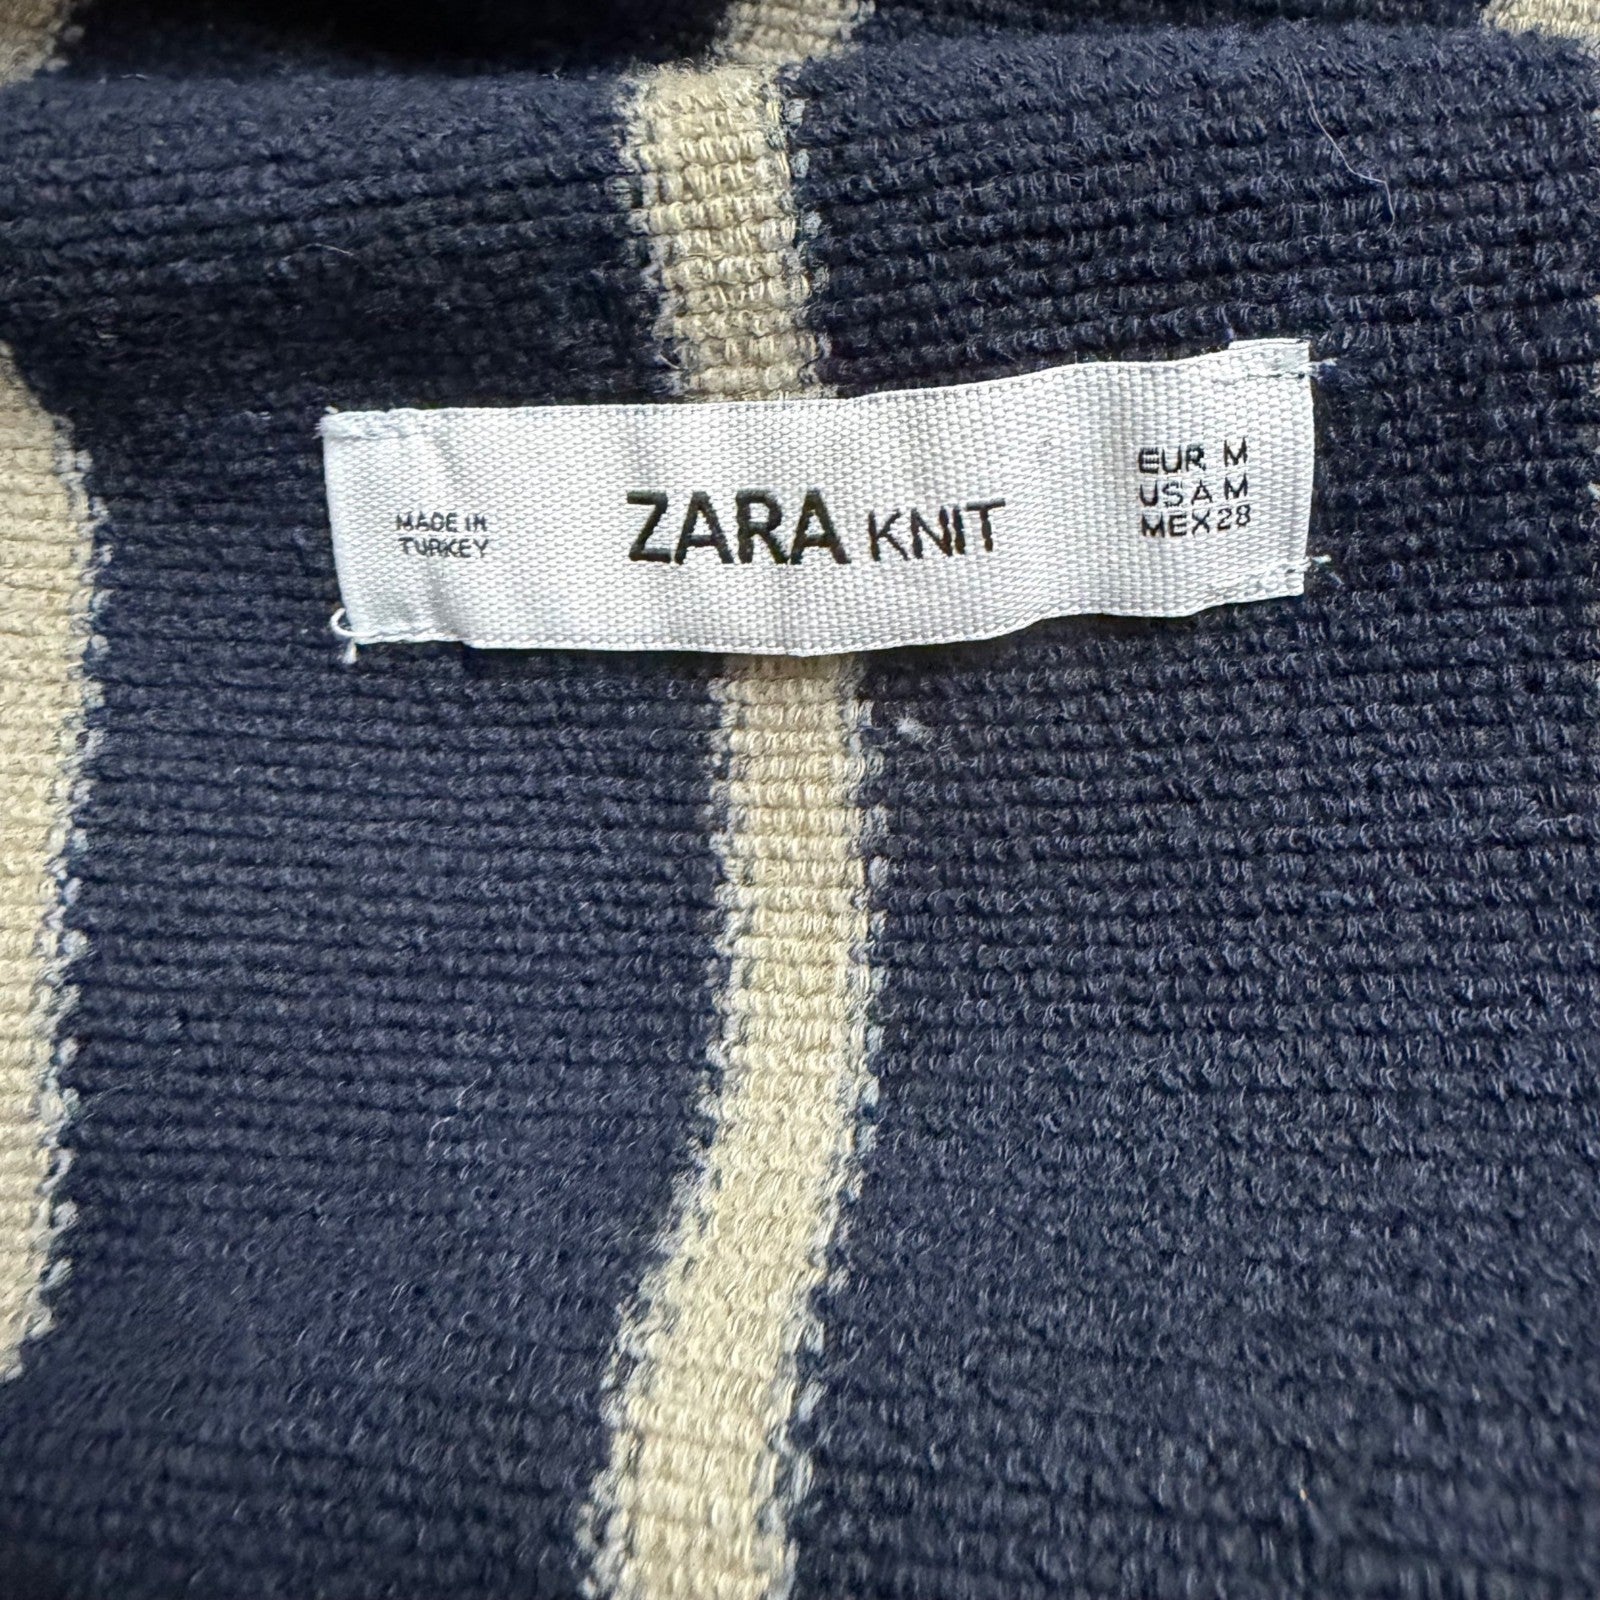 MADE IN
TURKEY
ZARA KNIT
EUR M
USA M
MEX 28